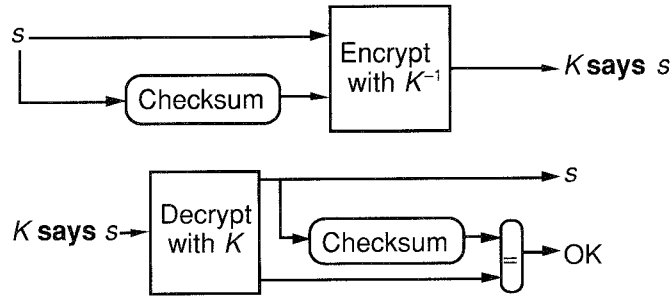 s
Encrypt
with K⁻¹
K says s
Checksum
s
K says s
Decrypt
with K
Checksum
=
OK